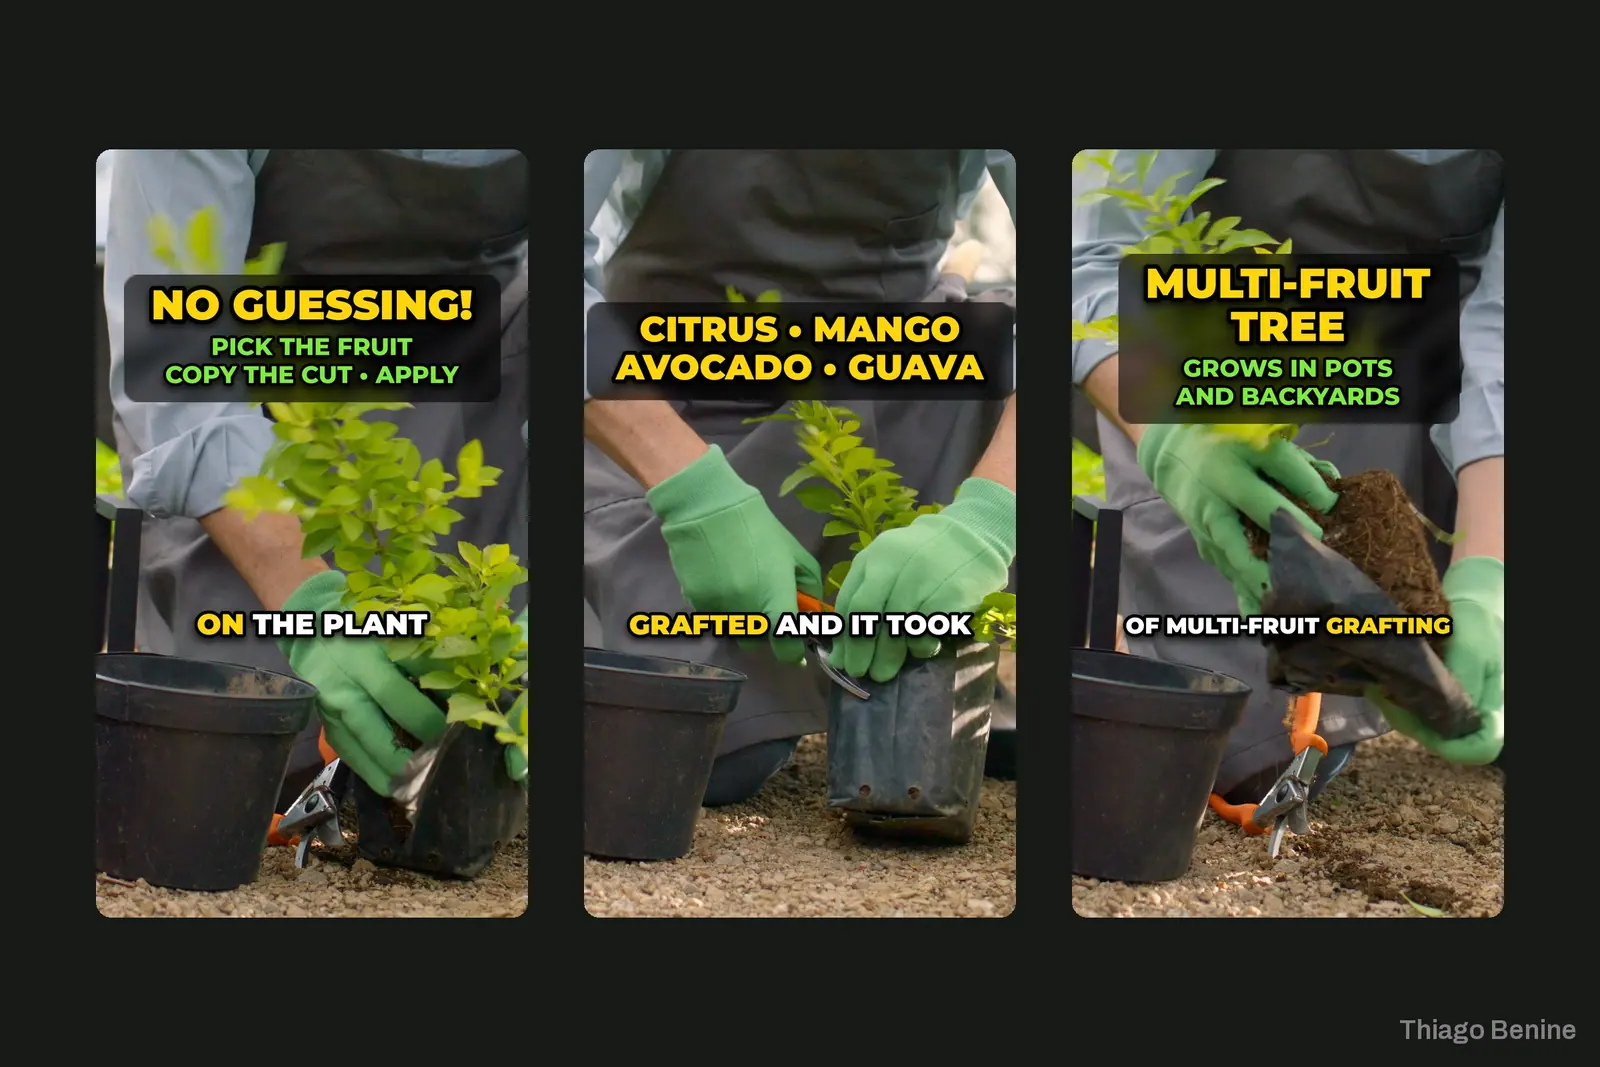 NO GUESSING!
PICK THE FRUIT
COPY THE CUT • APPLY
ON THE PLANT
CITRUS • MANGO
AVOCADO • GUAVA
GRAFTED AND IT TOOK
MULTI-FRUIT
TREE
GROWS IN POTS
AND BACKYARDS
OF MULTI-FRUIT GRAFTING
Thiago Benine